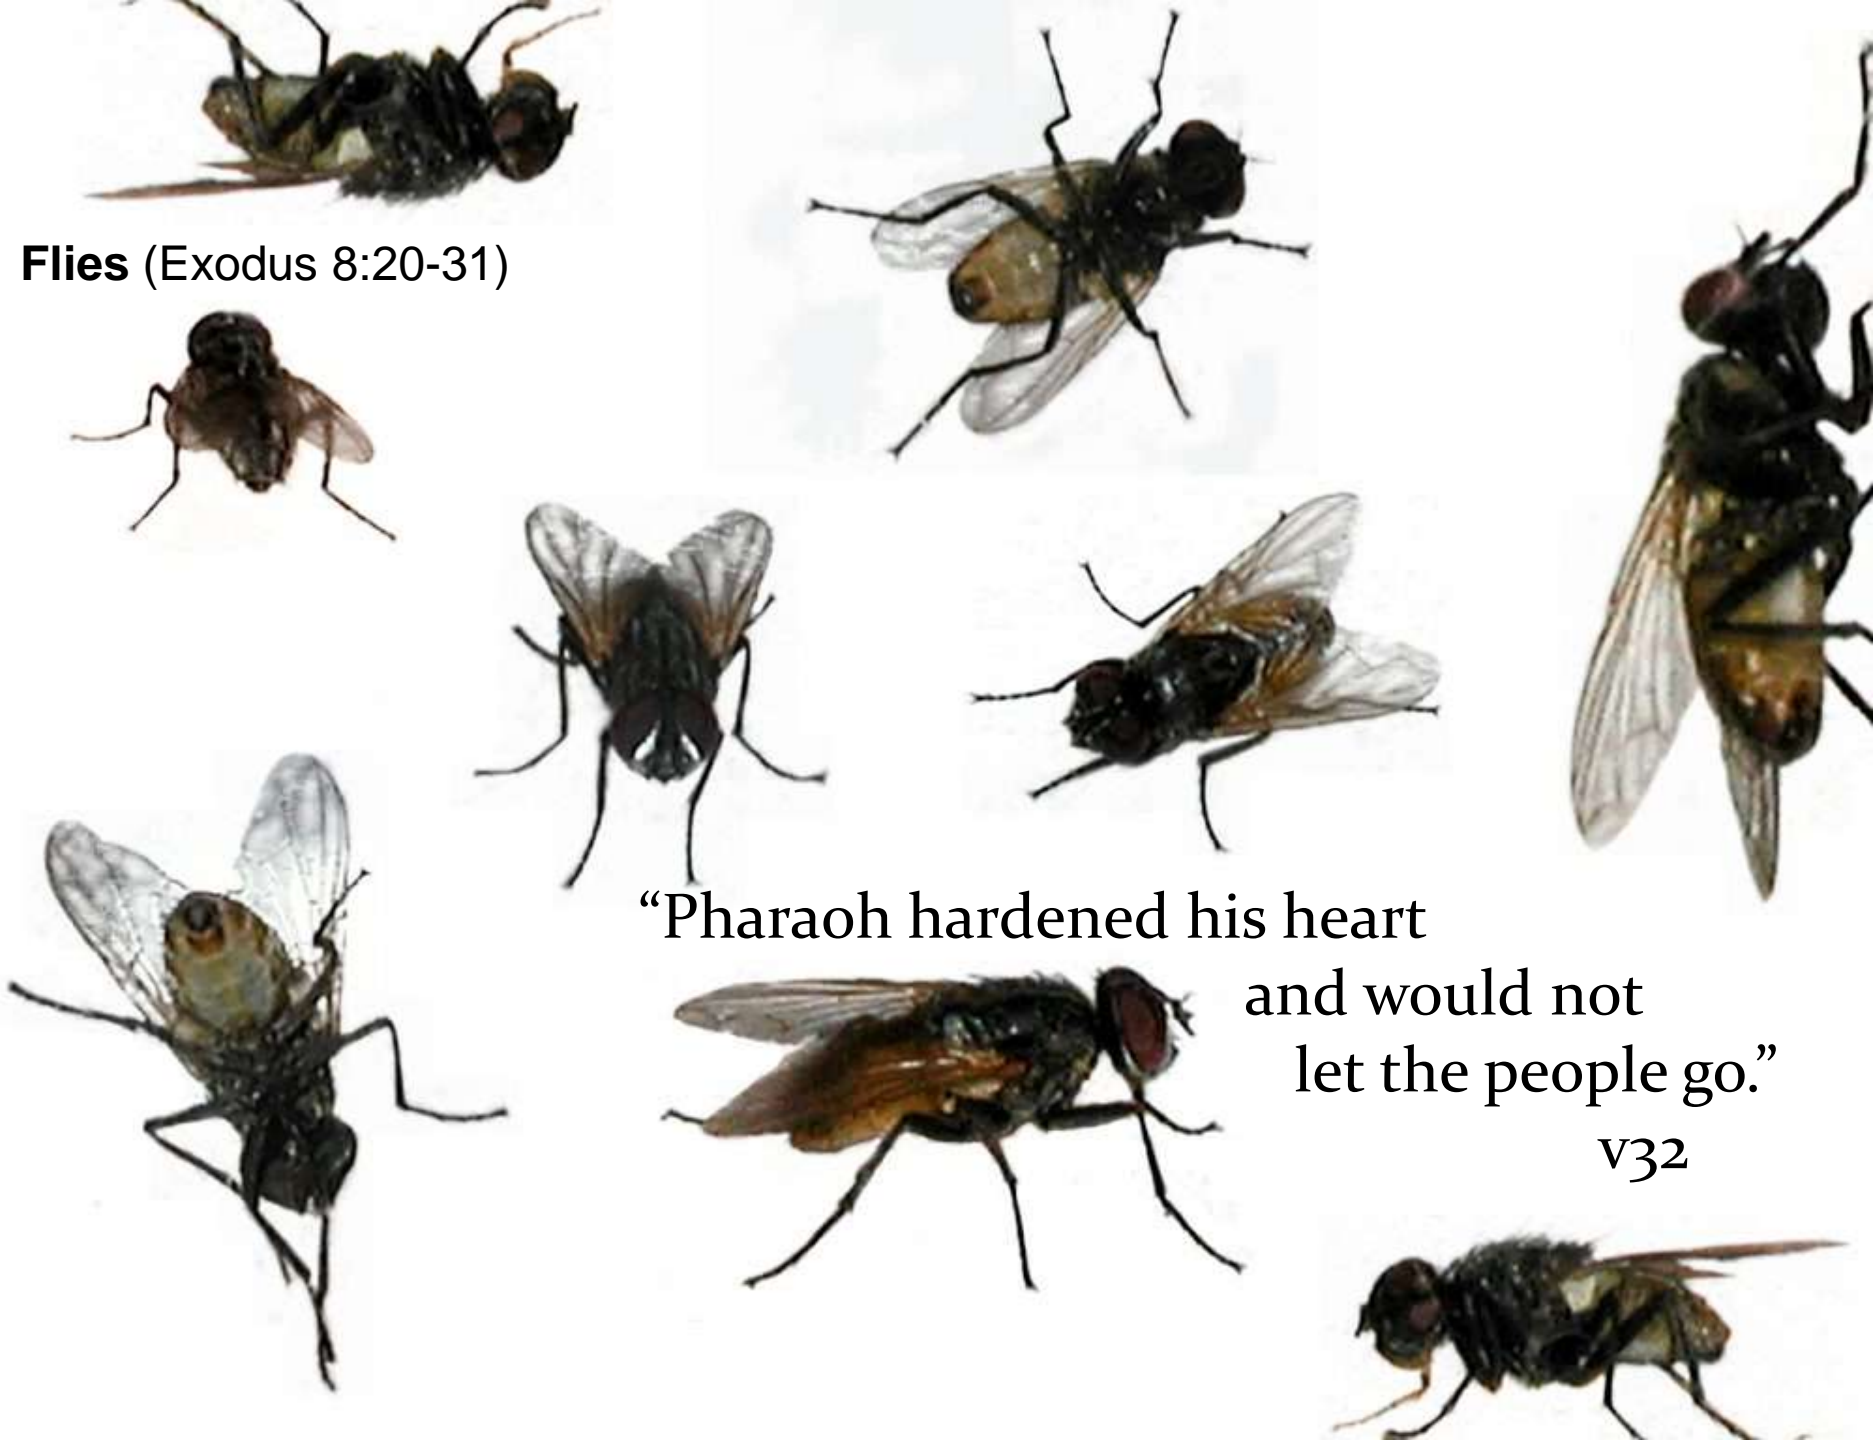 Flies (Exodus 8:20-31)
“Pharaoh hardened his heart
and would not
let the people go.”
v32